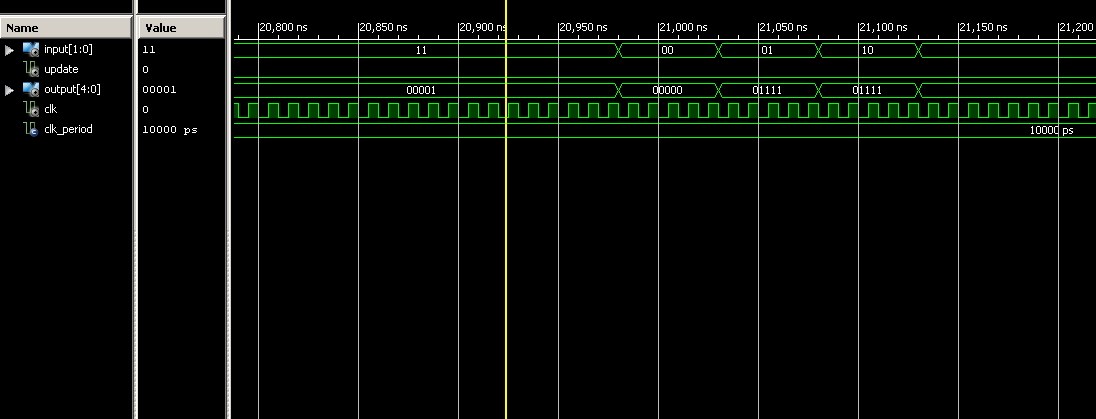 Name Value
20,800 ns 20,850 ns 20,900 ns 20,950 ns 21,000 ns 21,050 ns 21,100 ns 21,150 ns 21,200
input[1:0] 11 11 00 01 10
update 0
output[4:0] 00001 00001 00000 01111 01111
clk 0
clk_period 10000 ps 10000 ps